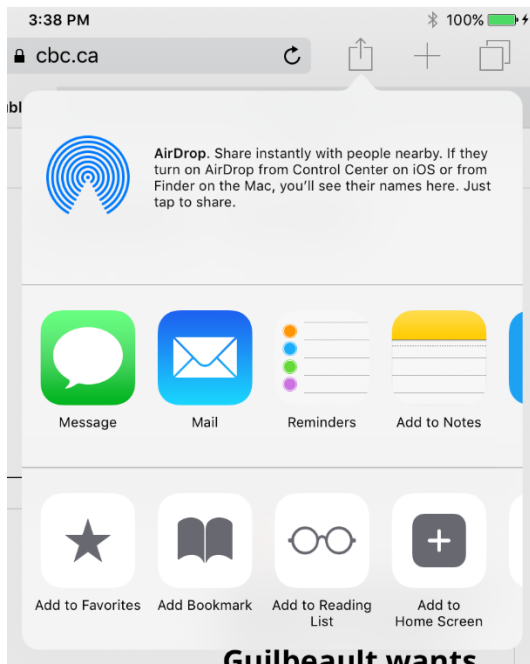 3:38 PM
100%
cbc.ca
AirDrop. Share instantly with people nearby. If they
turn on AirDrop from Control Center on iOS or from
Finder on the Mac, you'll see their names here. Just
tap to share.
Message
Mail
Reminders
Add to Notes
Add to Favorites
Add Bookmark
Add to Reading
List
Add to
Home Screen
Guilbeault wants